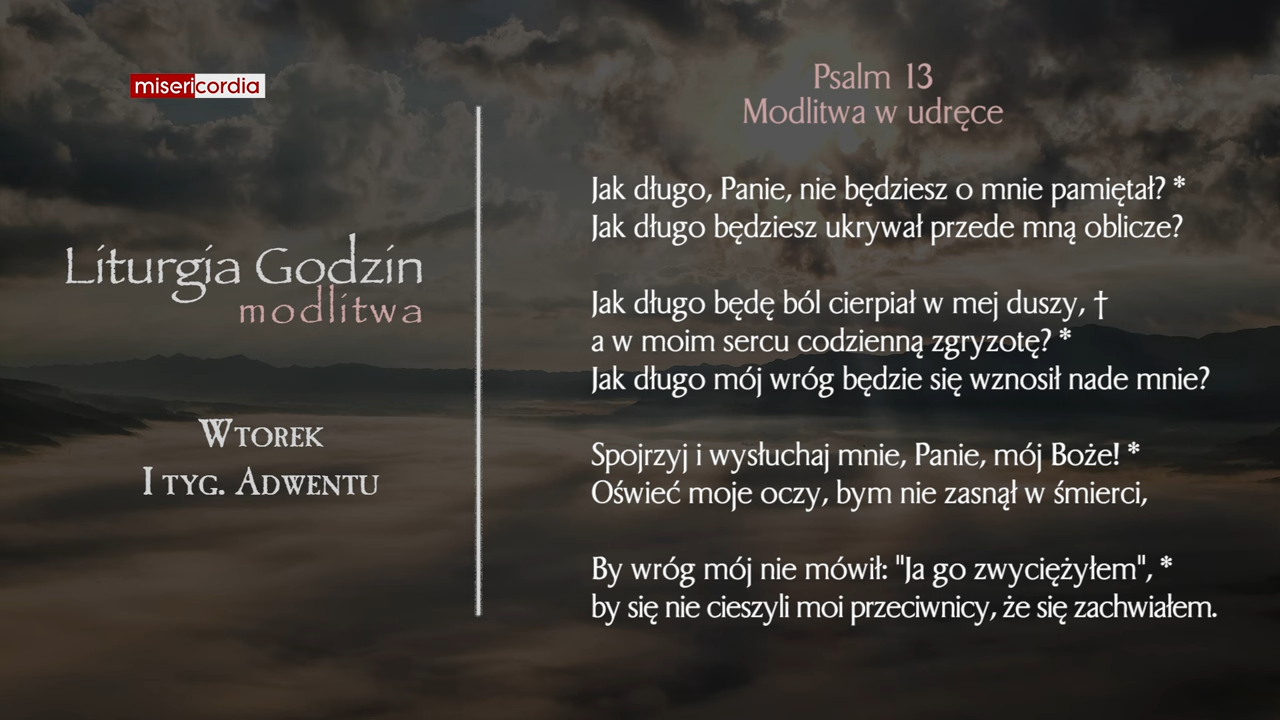 misericordia
Liturgia Godzin
modlitwa
Wtorek
I tyg. Adwentu
Psalm 13
Modlitwa w udręce
Jak długo, Panie, nie będziesz o mnie pamiętał? *
Jak długo będziesz ukrywał przede mną oblicze?
Jak długo będę ból cierpiał w mej duszy, †
a w moim sercu codzienną zgryzotę? *
Jak długo mój wróg będzie się wznosił nade mnie?
Spojrzyj i wysłuchaj mnie, Panie, mój Boże! *
Oświeć moje oczy, bym nie zasnął w śmierci,
By wróg mój nie mówił: "Ja go zwyciężyłem", *
by się nie cieszyli moi przeciwnicy, że się zachwiałem.